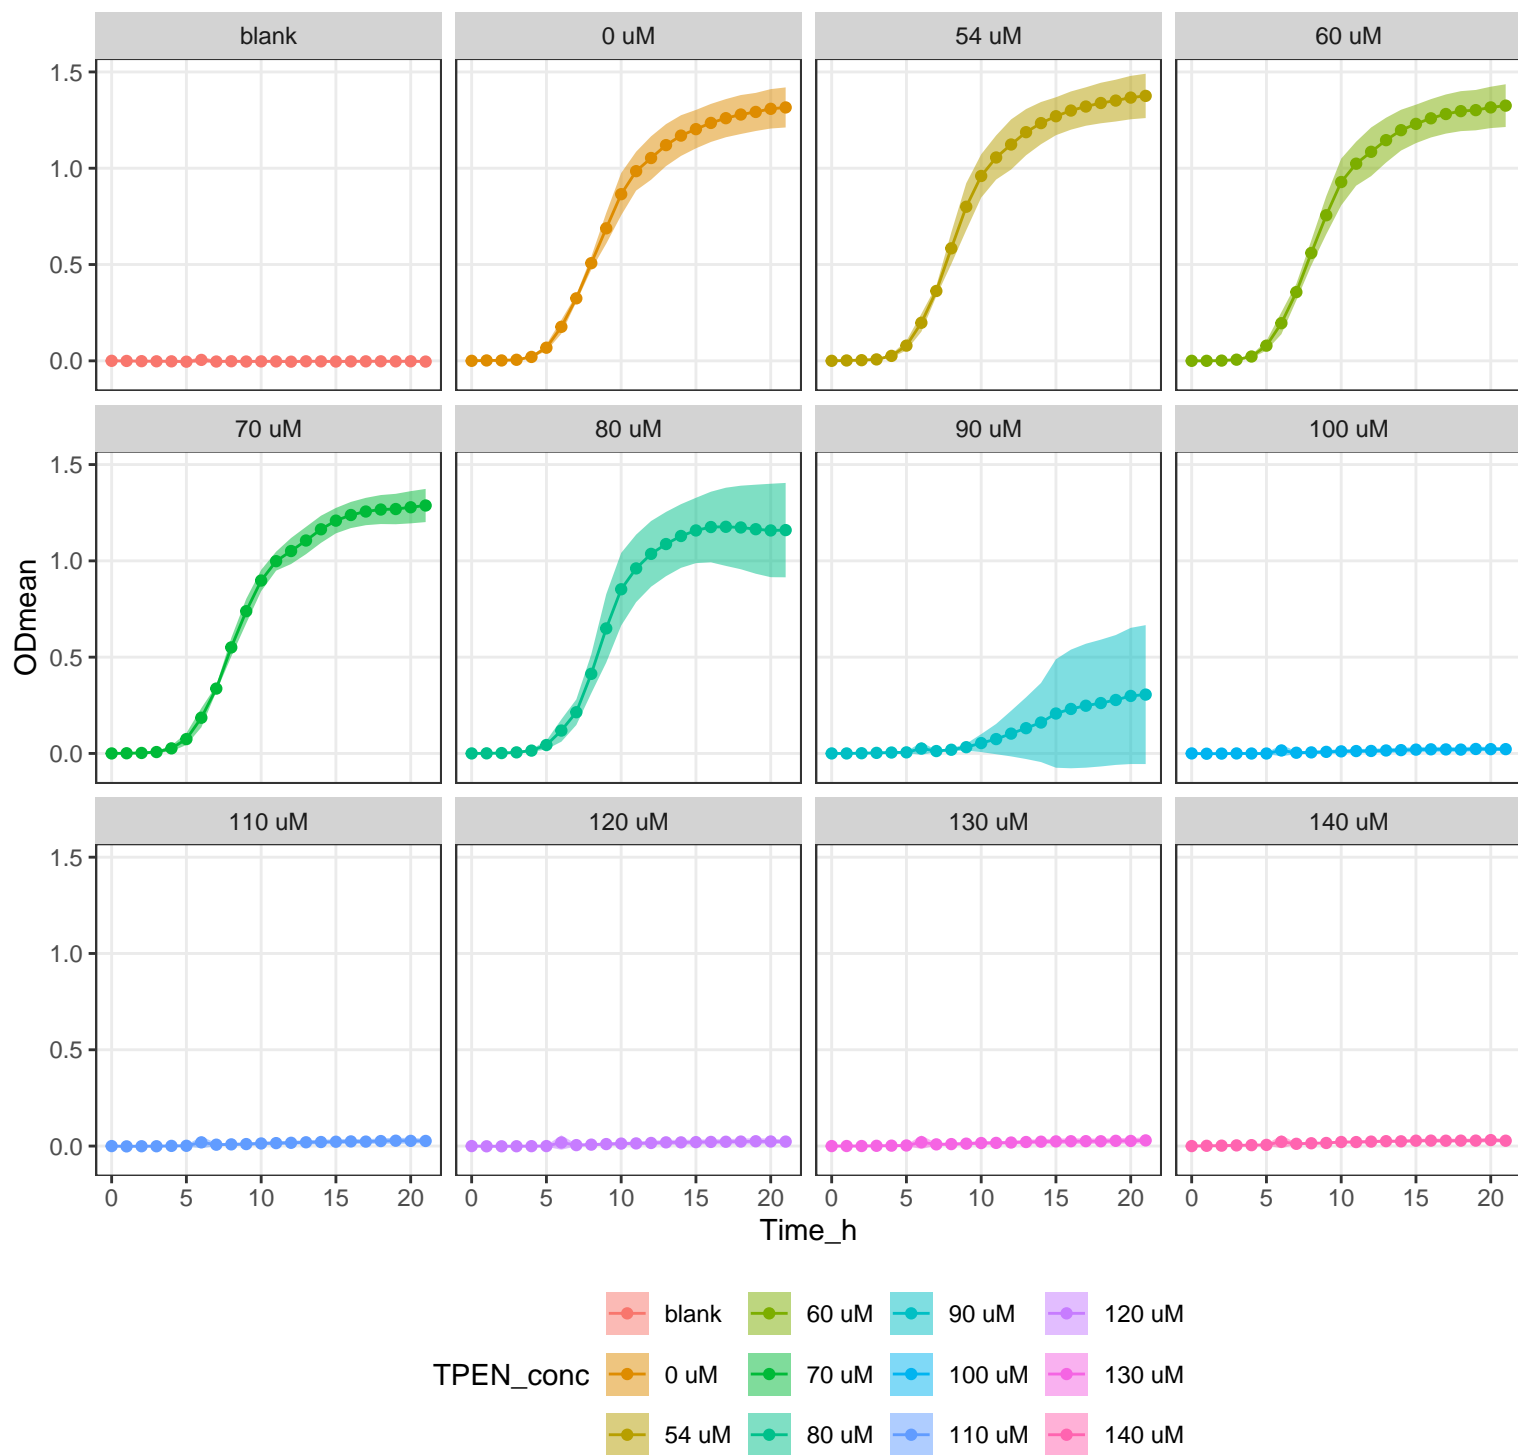 blank 0 uM 54 uM 60 uM
1.5
1.0
0.5
0.0
70 uM 80 uM 90 uM 100 uM
1.5
1.0
0.5
0.0
ODmean
110 uM 120 uM 130 uM 140 uM
1.5
1.0
0.5
0.0
0 5 10 15 20 0 5 10 15 20 0 5 10 15 20 0 5 10 15 20
Time_h
blank 60 uM 90 uM 120 uM
TPEN_conc 0 uM 70 uM 100 uM 130 uM
54 uM 80 uM 110 uM 140 uM